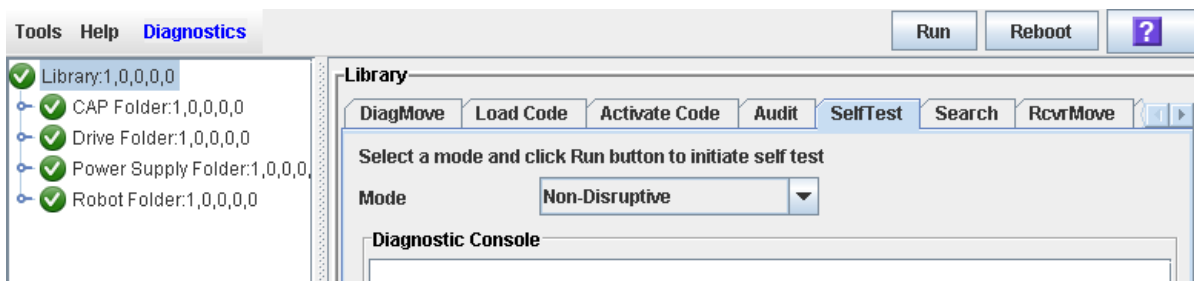 Tools Help Diagnostics Run Reboot ?
Library:1,0,0,0,0
CAP Folder:1,0,0,0,0
Drive Folder:1,0,0,0,0
Power Supply Folder:1,0,0,0,
Robot Folder:1,0,0,0,0
Library
DiagMove Load Code Activate Code Audit SelfTest Search RcvrMove
Select a mode and click Run button to initiate self test
Mode Non-Disruptive
Diagnostic Console